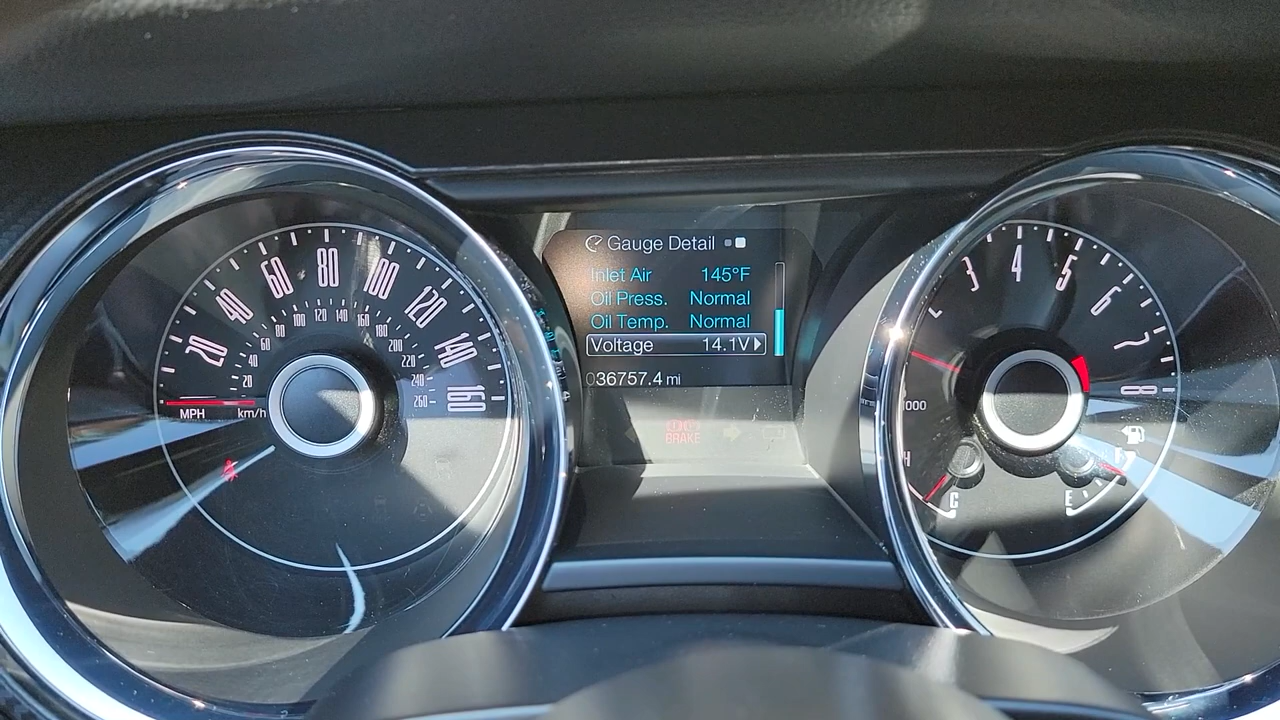 20
40
60
80
100
120
140
160
20
40
60
80
100
120
140
160
180
200
220
240
260
MPH
km/h
Gauge Detail
Inlet Air 145°F
Oil Press. Normal
Oil Temp. Normal
Voltage 14.1V
036757.4 mi
BRAKE
3
4
5
6
7
8
000
H
C
E
F